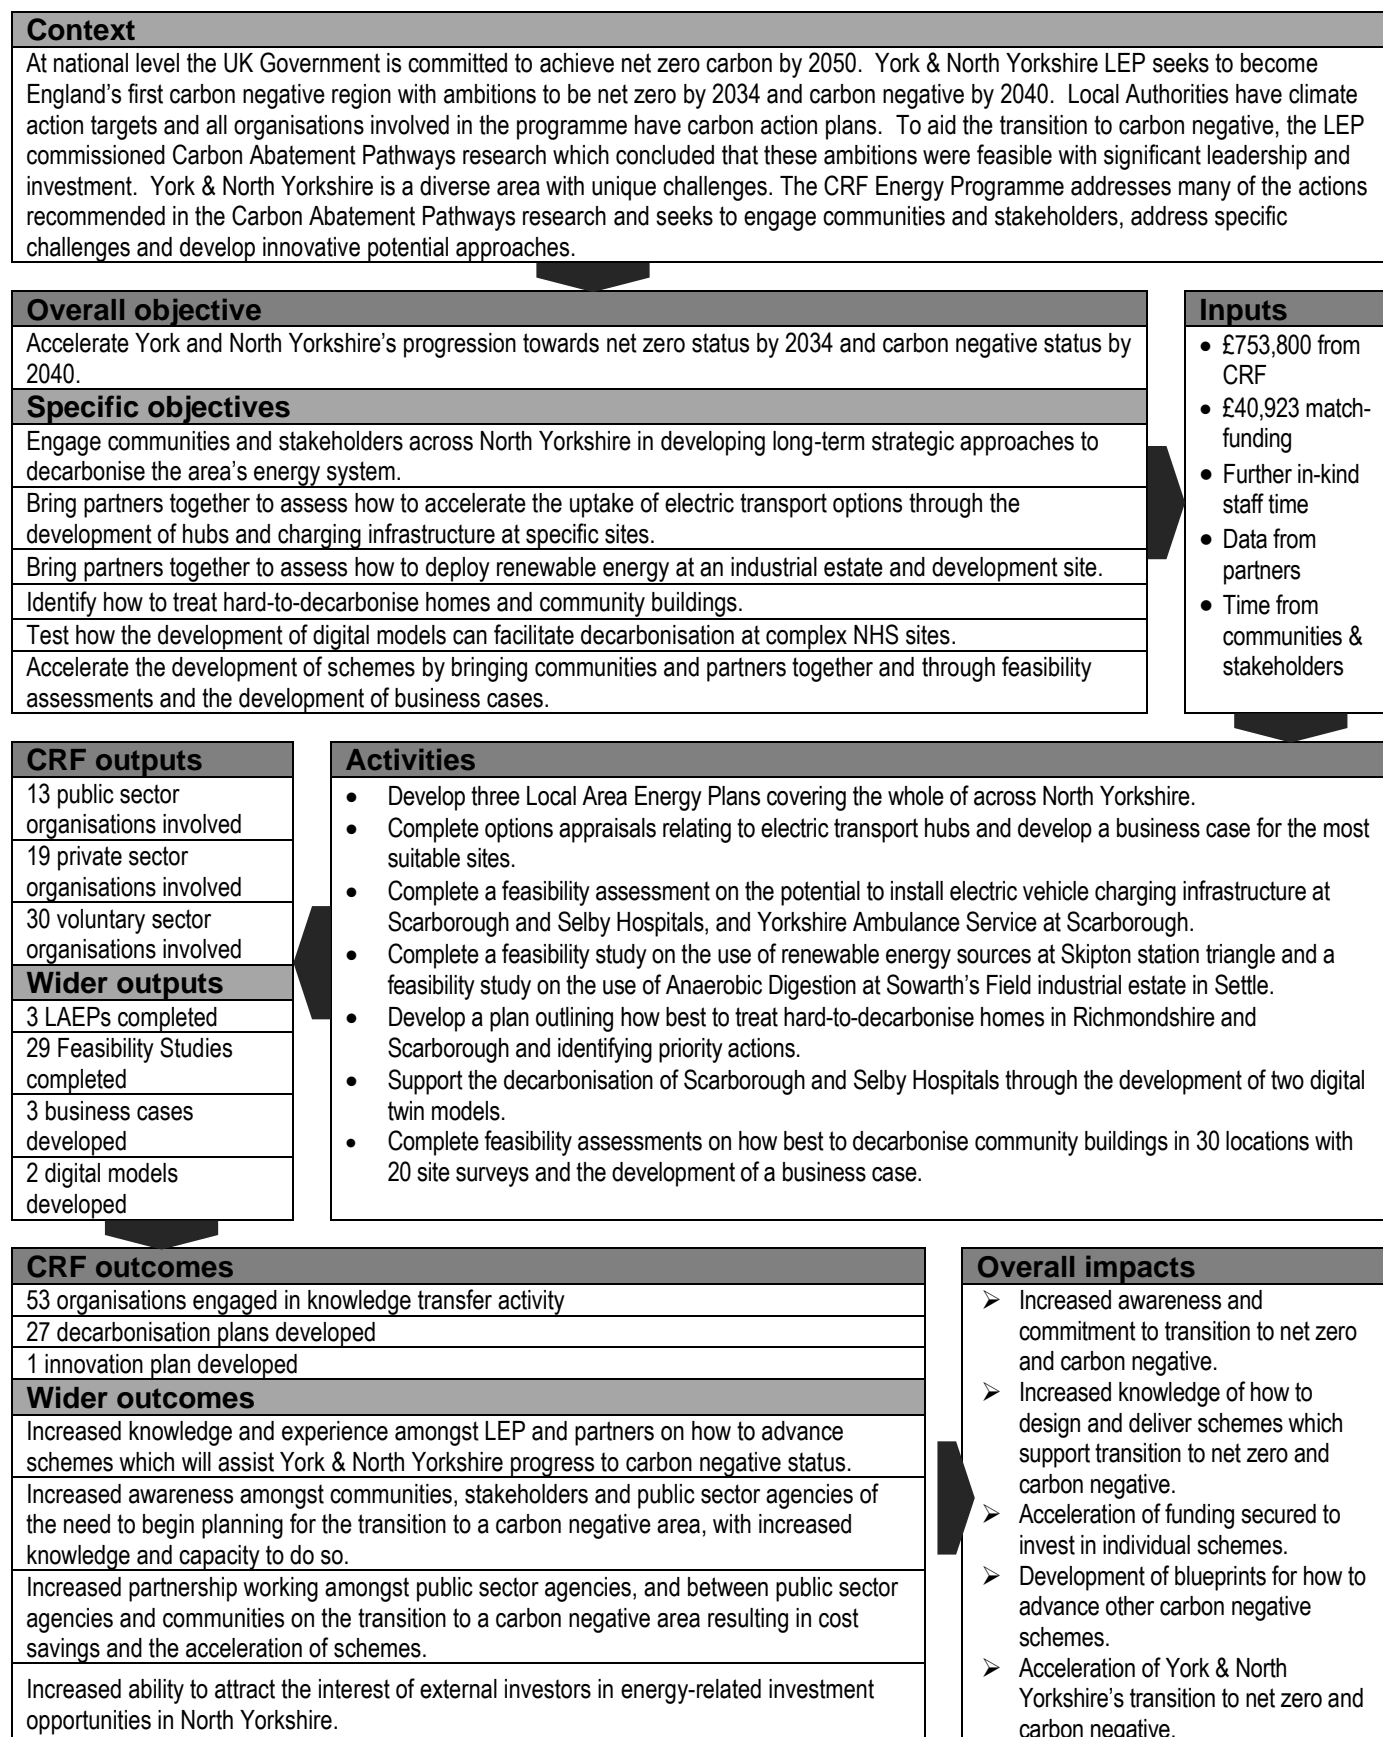 Context
At national level the UK Government is committed to achieve net zero carbon by 2050. York & North Yorkshire LEP seeks to become
England's first carbon negative region with ambitions to be net zero by 2034 and carbon negative by 2040. Local Authorities have climate
action targets and all organisations involved in the programme have carbon action plans. To aid the transition to carbon negative, the LEP
commissioned Carbon Abatement Pathways research which concluded that these ambitions were feasible with significant leadership and
investment. York & North Yorkshire is a diverse area with unique challenges. The CRF Energy Programme addresses many of the actions
recommended in the Carbon Abatement Pathways research and seeks to engage communities and stakeholders, address specific
challenges and develop innovative potential approaches.
Overall objective
Accelerate York and North Yorkshire's progression towards net zero status by 2034 and carbon negative status by
2040.
Specific objectives
Engage communities and stakeholders across North Yorkshire in developing long-term strategic approaches to
decarbonise the area's energy system.
Bring partners together to assess how to accelerate the uptake of electric transport options through the
development of hubs and charging infrastructure at specific sites.
Bring partners together to assess how to deploy renewable energy at an industrial estate and development site.
Identify how to treat hard-to-decarbonise homes and community buildings.
Test how the development of digital models can facilitate decarbonisation at complex NHS sites.
Accelerate the development of schemes by bringing communities and partners together and through feasibility
assessments and the development of business cases.
Inputs
• £753,800 from
CRF
• £40,923 match-
funding
• Further in-kind
staff time
• Data from
partners
• Time from
communities &
stakeholders
Activities
• Develop three Local Area Energy Plans covering the whole of across North Yorkshire.
• Complete options appraisals relating to electric transport hubs and develop a business case for the most
suitable sites.
• Complete a feasibility assessment on the potential to install electric vehicle charging infrastructure at
Scarborough and Selby Hospitals, and Yorkshire Ambulance Service at Scarborough.
• Complete a feasibility study on the use of renewable energy sources at Skipton station triangle and a
feasibility study on the use of Anaerobic Digestion at Sowarth's Field industrial estate in Settle.
• Develop a plan outlining how best to treat hard-to-decarbonise homes in Richmondshire and
Scarborough and identifying priority actions.
• Support the decarbonisation of Scarborough and Selby Hospitals through the development of two digital
twin models.
• Complete feasibility assessments on how best to decarbonise community buildings in 30 locations with
20 site surveys and the development of a business case.
CRF outputs
13 public sector
organisations involved
19 private sector
organisations involved
30 voluntary sector
organisations involved
Wider outputs
3 LAEPs completed
29 Feasibility Studies
completed
3 business cases
developed
2 digital models
developed
CRF outcomes
53 organisations engaged in knowledge transfer activity
27 decarbonisation plans developed
1 innovation plan developed
Wider outcomes
Increased knowledge and experience amongst LEP and partners on how to advance
schemes which will assist York & North Yorkshire progress to carbon negative status.
Increased awareness amongst communities, stakeholders and public sector agencies of
the need to begin planning for the transition to a carbon negative area, with increased
knowledge and capacity to do so.
Increased partnership working amongst public sector agencies, and between public sector
agencies and communities on the transition to a carbon negative area resulting in cost
savings and the acceleration of schemes.
Increased ability to attract the interest of external investors in energy-related investment
opportunities in North Yorkshire.
Overall impacts
➢ Increased awareness and
commitment to transition to net zero
and carbon negative.
➢ Increased knowledge of how to
design and deliver schemes which
support transition to net zero and
carbon negative.
➢ Acceleration of funding secured to
invest in individual schemes.
➢ Development of blueprints for how to
advance other carbon negative
schemes.
➢ Acceleration of York & North
Yorkshire's transition to net zero and
carbon negative.